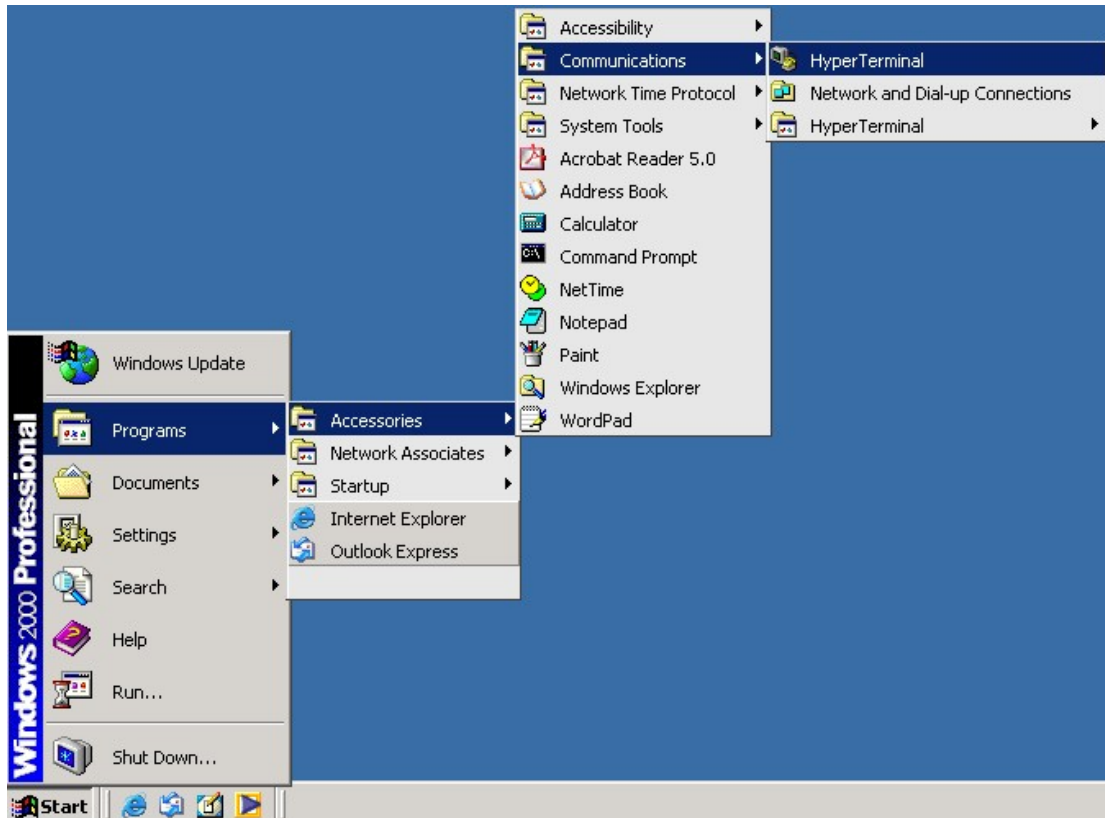 Accessibility
Communications
Network Time Protocol
System Tools
Acrobat Reader 5.0
Address Book
Calculator
Command Prompt
NetTime
Notepad
Paint
Windows Explorer
WordPad
HyperTerminal
Network and Dial-up Connections
HyperTerminal
Windows Update
Programs
Documents
Settings
Search
Help
Run...
Shut Down...
Accessories
Network Associates
Startup
Internet Explorer
Outlook Express
Windows 2000 Professional
Start